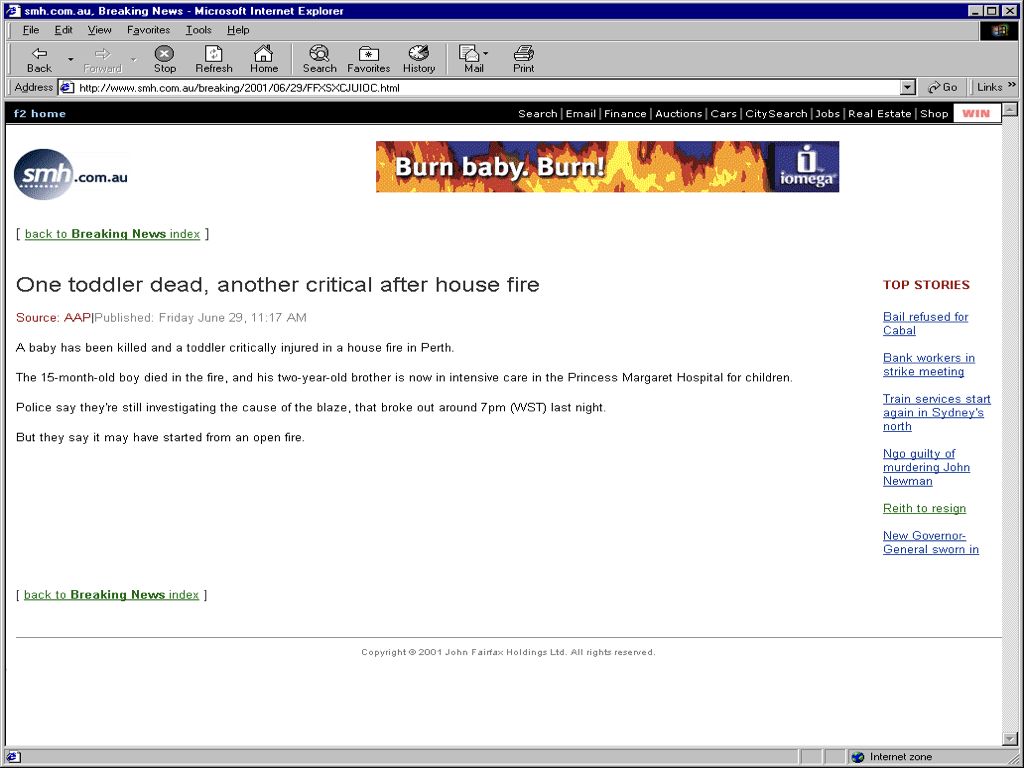 smh.com.au, Breaking News - Microsoft Internet Explorer
File Edit View Favorites Tools Help
Back Forward Stop Refresh Home Search Favorites History Mail Print
Address http://www.smh.com.au/breaking/2001/06/29/FFXSXCJUIOC.html Go Links »
f2 home Search | Email | Finance | Auctions | Cars | CitySearch | Jobs | Real Estate | Shop WIN
smh.com.au
Burn baby. Burn! iomega
[ back to Breaking News index ]
One toddler dead, another critical after house fire
Source: AAP|Published: Friday June 29, 11:17 AM
A baby has been killed and a toddler critically injured in a house fire in Perth.
The 15-month-old boy died in the fire, and his two-year-old brother is now in intensive care in the Princess Margaret Hospital for children.
Police say they're still investigating the cause of the blaze, that broke out around 7pm (WST) last night.
But they say it may have started from an open fire.
TOP STORIES
Bail refused for
Cabal
Bank workers in
strike meeting
Train services start
again in Sydney's
north
Ngo guilty of
murdering John
Newman
Reith to resign
New Governor-
General sworn in
[ back to Breaking News index ]
Copyright © 2001 John Fairfax Holdings Ltd. All rights reserved.
Internet zone